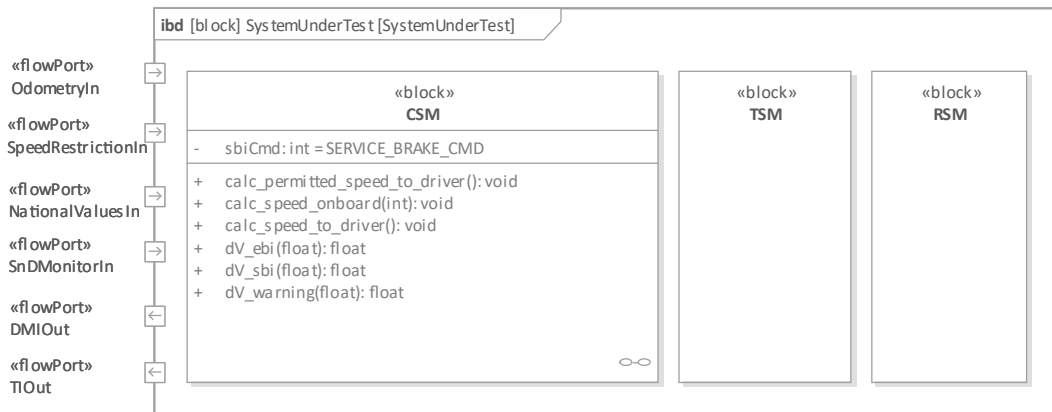 ibd [block] SystemUnderTest [SystemUnderTest]
«flowPort»
OdometryIn
«flowPort»
SpeedRestrictionIn
«flowPort»
NationalValuesIn
«flowPort»
SnDMonitorIn
«flowPort»
DMIOut
«flowPort»
TIOut
«block»
CSM
- sbiCmd: int = SERVICE_BRAKE_CMD
+ calc_permitted_speed_to_driver(): void
+ calc_speed_onboard(int): void
+ calc_speed_to_driver(): void
+ dV_ebi(float): float
+ dV_sbi(float): float
+ dV_warning(float): float
«block»
TSM
«block»
RSM